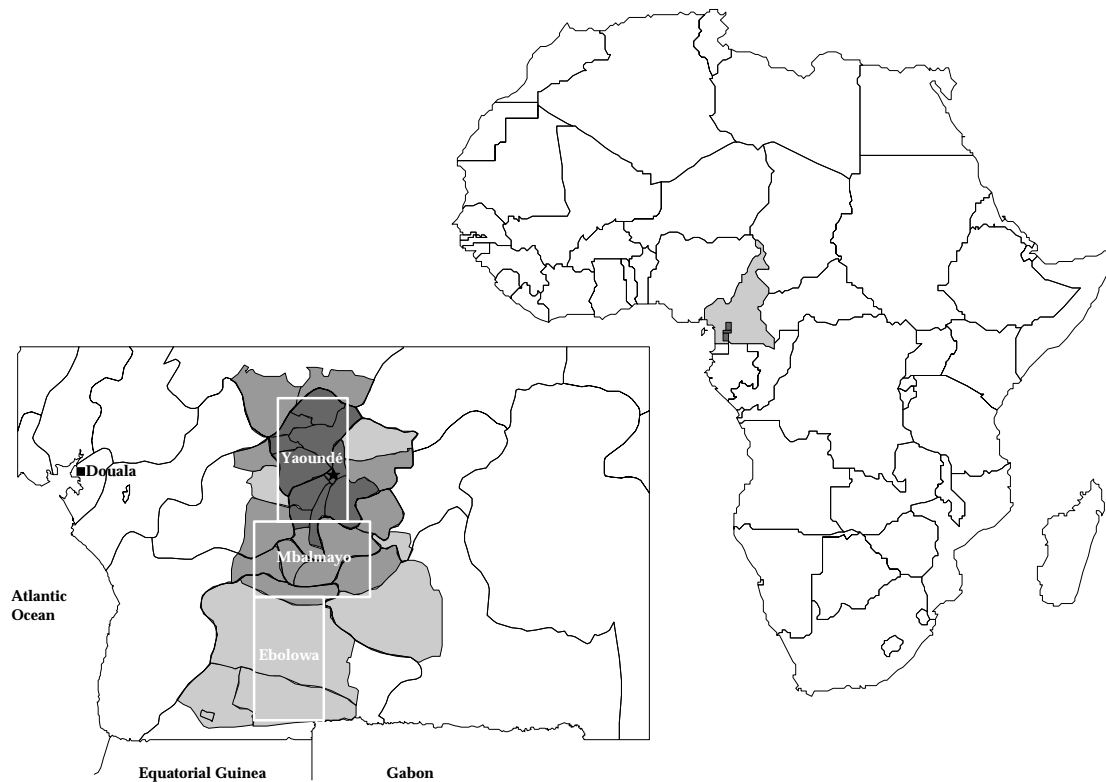 Yaoundé
Douala
Mbalmayo
Atlantic
Ocean
Ebolowa
Equatorial Guinea
Gabon